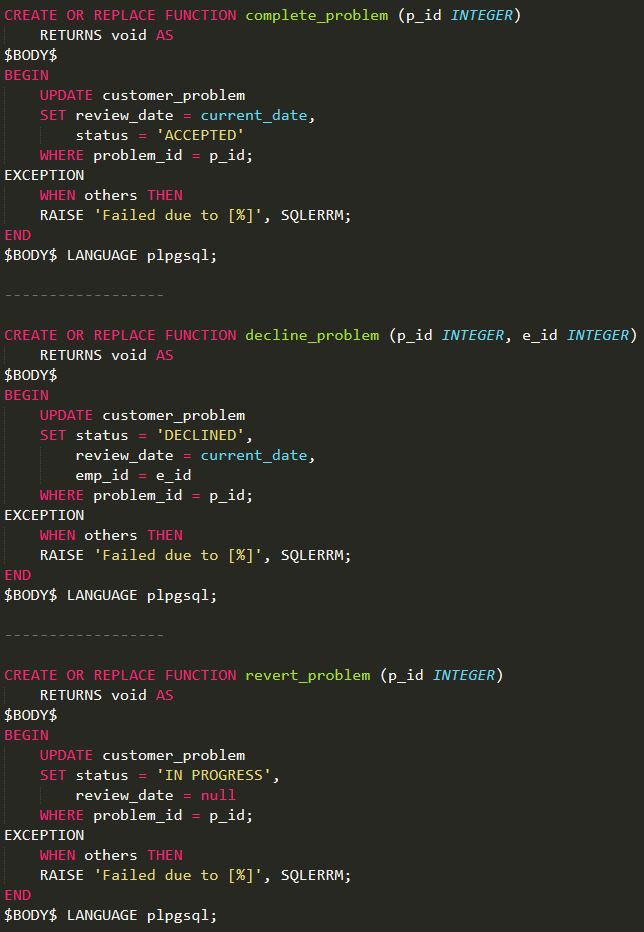 CREATE OR REPLACE FUNCTION complete_problem (p_id INTEGER)
    RETURNS void AS
$BODY$
BEGIN
    UPDATE customer_problem
    SET review_date = current_date,
        status = 'ACCEPTED'
    WHERE problem_id = p_id;
EXCEPTION
    WHEN others THEN
    RAISE 'Failed due to [%]', SQLERRM;
END
$BODY$ LANGUAGE plpgsql;
------------------
CREATE OR REPLACE FUNCTION decline_problem (p_id INTEGER, e_id INTEGER)
    RETURNS void AS
$BODY$
BEGIN
    UPDATE customer_problem
    SET status = 'DECLINED',
        review_date = current_date,
        emp_id = e_id
    WHERE problem_id = p_id;
EXCEPTION
    WHEN others THEN
    RAISE 'Failed due to [%]', SQLERRM;
END
$BODY$ LANGUAGE plpgsql;
------------------
CREATE OR REPLACE FUNCTION revert_problem (p_id INTEGER)
    RETURNS void AS
$BODY$
BEGIN
    UPDATE customer_problem
    SET status = 'IN PROGRESS',
        review_date = null
    WHERE problem_id = p_id;
EXCEPTION
    WHEN others THEN
    RAISE 'Failed due to [%]', SQLERRM;
END
$BODY$ LANGUAGE plpgsql;